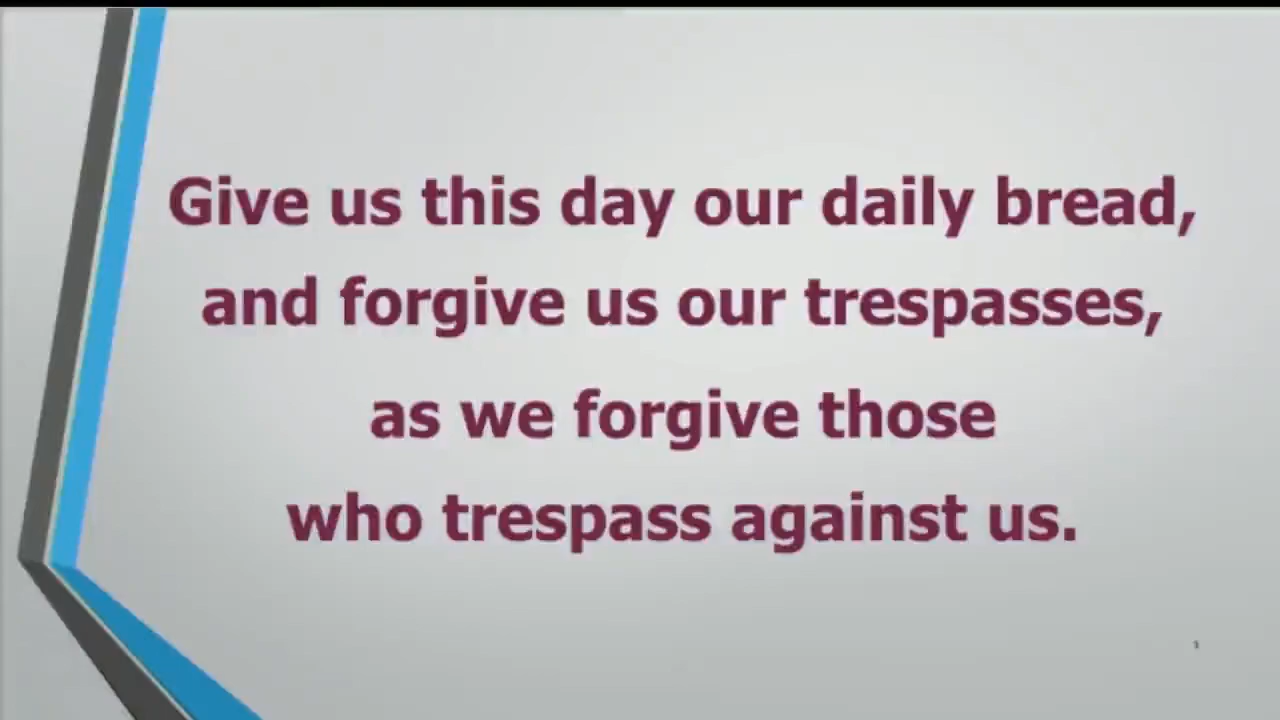 Give us this day our daily bread,
and forgive us our trespasses,
as we forgive those
who trespass against us.